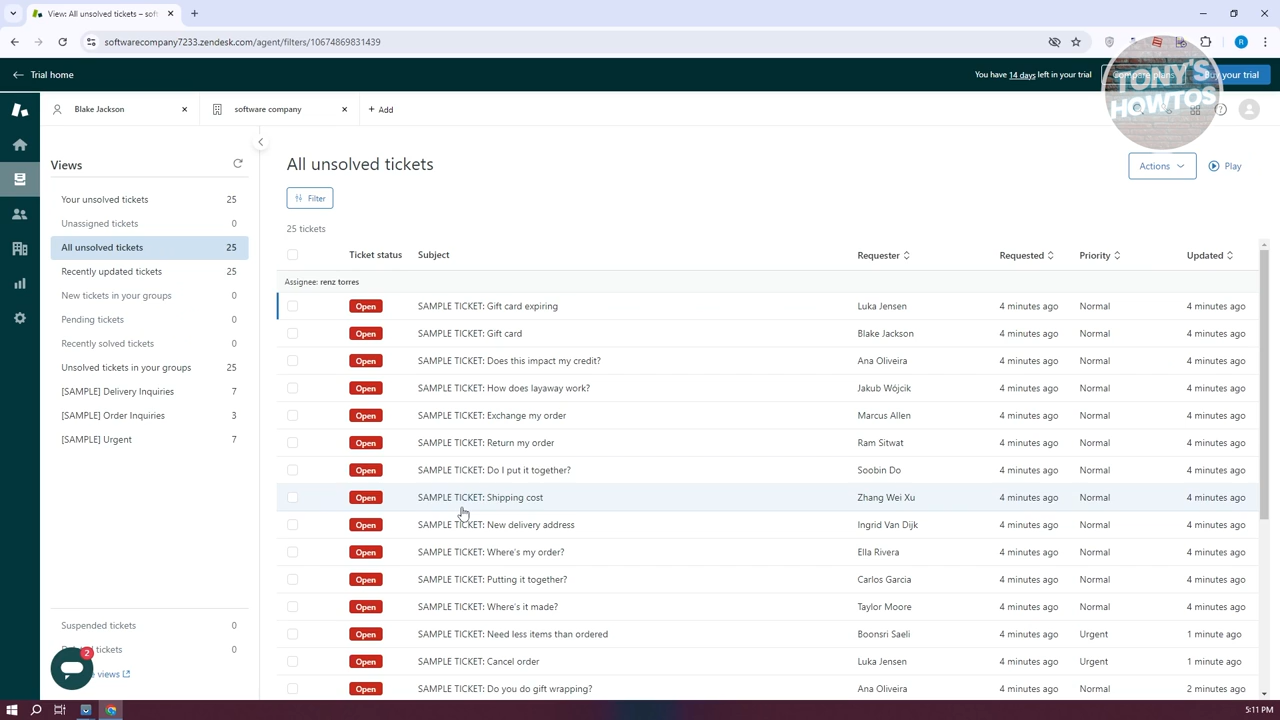 View: All unsolved tickets – sof
softwarecompany7233.zendesk.com/agent/filters/10674869831439
R
Trial home
You have 14 days left in your trial
Compare plans
Buy your trial
TONY'S
HOWTOS
Blake Jackson
software company
+ Add
Views
Your unsolved tickets 25
Unassigned tickets 0
All unsolved tickets 25
Recently updated tickets 25
New tickets in your groups 0
Pending tickets 0
Recently solved tickets 0
Unsolved tickets in your groups 25
[SAMPLE] Delivery Inquiries 7
[SAMPLE] Order Inquiries 3
[SAMPLE] Urgent 7
Suspended tickets 0
tickets 0
views
2
All unsolved tickets
Actions
Play
Filter
25 tickets
Ticket status Subject Requester Requested Priority Updated
Assignee: renz torres
Open SAMPLE TICKET: Gift card expiring Luka Jensen 4 minutes ago Normal 4 minutes ago
Open SAMPLE TICKET: Gift card Blake Jackson 4 minutes ago Normal 4 minutes ago
Open SAMPLE TICKET: Does this impact my credit? Ana Oliveira 4 minutes ago Normal 4 minutes ago
Open SAMPLE TICKET: How does layaway work? Jakub Wójcik 4 minutes ago Normal 4 minutes ago
Open SAMPLE TICKET: Exchange my order Marcus Allen 4 minutes ago Normal 4 minutes ago
Open SAMPLE TICKET: Return my order Ram Sitwat 4 minutes ago Normal 4 minutes ago
Open SAMPLE TICKET: Do I put it together? Soobin Do 4 minutes ago Normal 4 minutes ago
Open SAMPLE TICKET: Shipping cost Zhang Wei Xu 4 minutes ago Normal 4 minutes ago
Open SAMPLE TICKET: New delivery address Ingrid Van Dijk 4 minutes ago Normal 4 minutes ago
Open SAMPLE TICKET: Where's my order? Ella Rivera 4 minutes ago Normal 4 minutes ago
Open SAMPLE TICKET: Putting it together? Carlos Garcia 4 minutes ago Normal 4 minutes ago
Open SAMPLE TICKET: Where's it made? Taylor Moore 4 minutes ago Normal 4 minutes ago
Open SAMPLE TICKET: Need less items than ordered Boonsri Saeli 4 minutes ago Urgent 1 minute ago
Open SAMPLE TICKET: Cancel order Luka Jensen 4 minutes ago Urgent 1 minute ago
Open SAMPLE TICKET: Do you do gift wrapping? Ana Oliveira 4 minutes ago Normal 2 minutes ago
5:11 PM